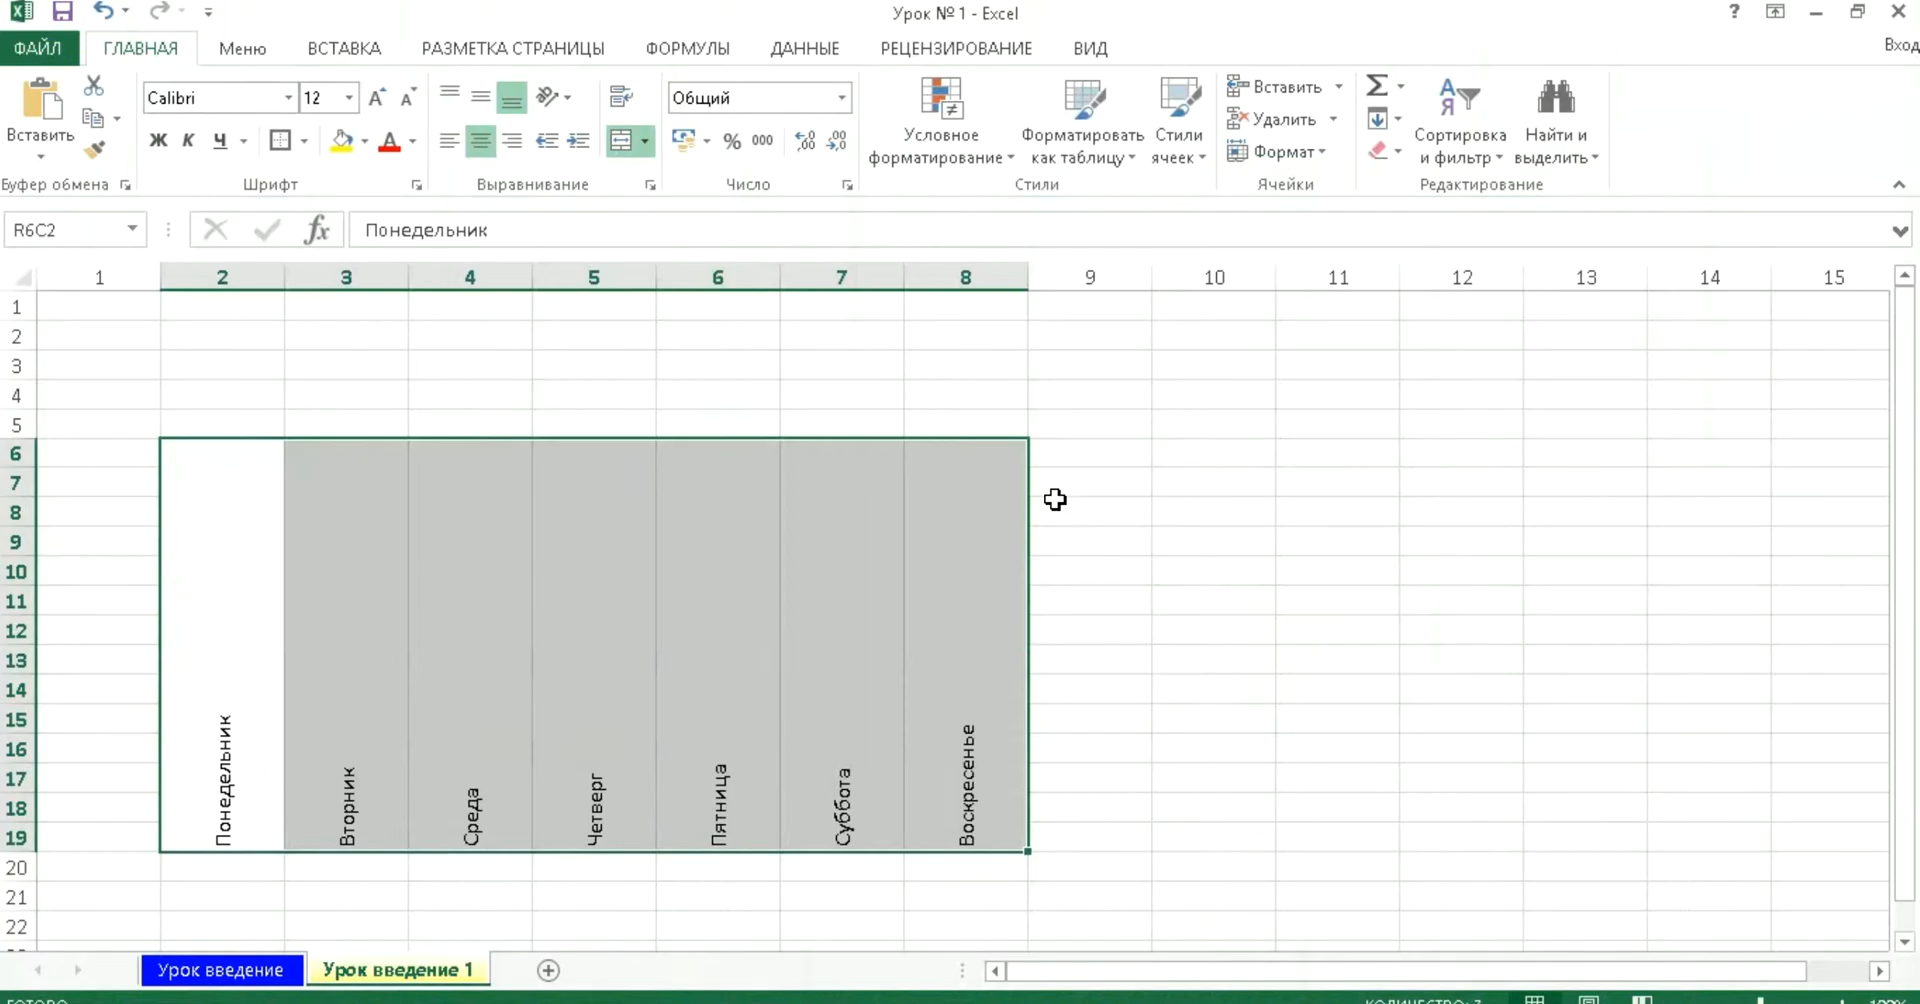 Урок № 1 - Excel
?
ФАЙЛ ГЛАВНАЯ Меню ВСТАВКА РАЗМЕТКА СТРАНИЦЫ ФОРМУЛЫ ДАННЫЕ РЕЦЕНЗИРОВАНИЕ ВИД Вход
Вставить
Буфер обмена
Calibri 12
Ж К Ч
Шрифт
Выравнивание
Общий
% 000
Число
Условное форматирование
Форматировать как таблицу
Стили ячеек
Стили
Вставить
Удалить
Формат
Ячейки
Σ
Сортировка и фильтр
Найти и выделить
Редактирование
R6C2 fx Понедельник
1 2 3 4 5 6 7 8 9 10 11 12 13 14 15
1
2
3
4
5
6
7
8
9
10
11
12
13
14
15
16
17
18
19
20
21
22
Понедельник
Вторник
Среда
Четверг
Пятница
Суббота
Воскресенье
Урок введение Урок введение 1